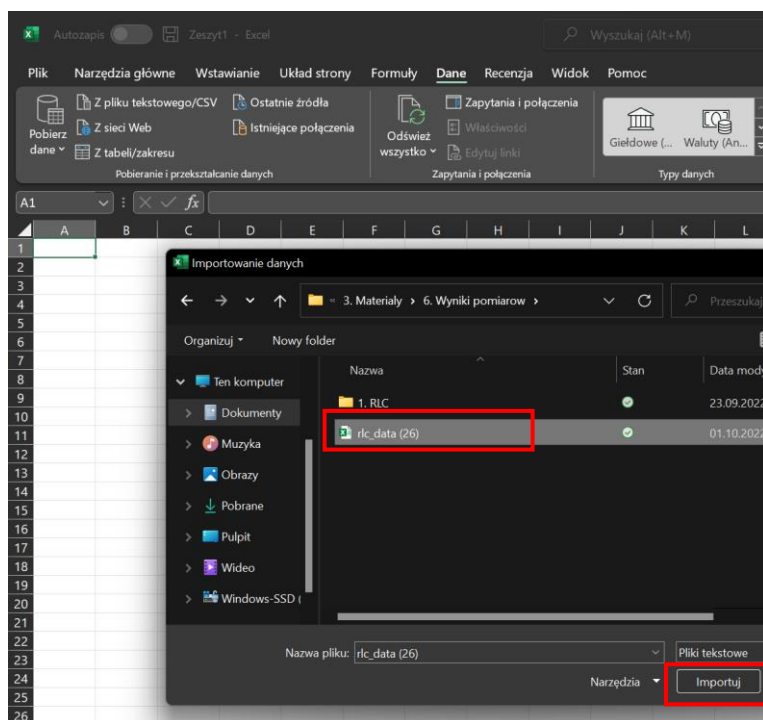 Autozapis Zeszyt1 - Excel Wyszukaj (Alt+M)
Plik Narzędzia główne Wstawianie Układ strony Formuły Dane Recenzja Widok Pomoc
Pobierz dane
Z pliku tekstowego/CSV
Z sieci Web
Z tabeli/zakresu
Ostatnie źródła
Istniejące połączenia
Pobieranie i przekształcanie danych
Odśwież wszystko
Zapytania i połączenia
Właściwości
Edytuj linki
Zapytania i połączenia
Giełdowe (... Waluty (An...
Typy danych
A1 fx
A B C D E F G H I J K L
1
2
3
4
5
6
7
8
9
10
11
12
13
14
15
16
17
18
19
20
21
22
23
24
25
26
Importowanie danych
« 3. Materialy > 6. Wyniki pomiarow > Przeszukaj
Organizuj Nowy folder
Nazwa Stan Data mody
Ten komputer
Dokumenty
Muzyka
Obrazy
Pobrane
Pulpit
Wideo
Windows-SSD (
1. RLC 23.09.2022
rlc_data (26) 01.10.2022
Nazwa pliku: rlc_data (26) Pliki tekstowe
Narzędzia Importuj